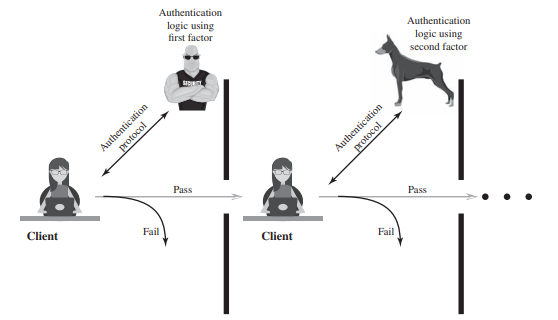 Authentication
logic using
first factor
Authentication
logic using
second factor
SECURITY
Authentication
protocol
Authentication
protocol
Pass
Pass
Fail
Fail
Client
Client